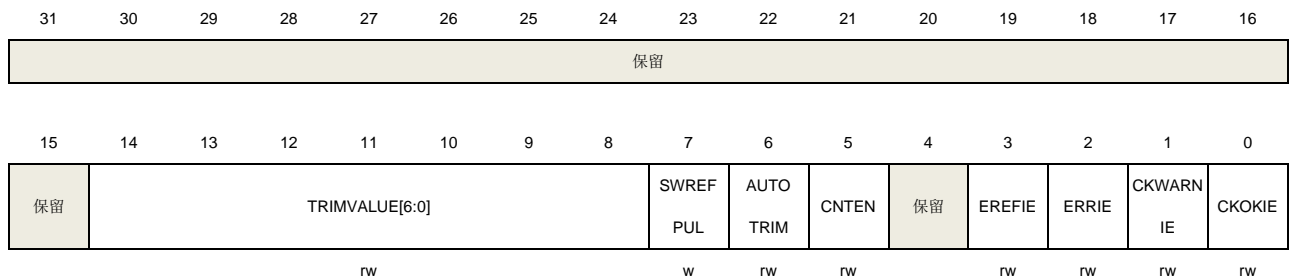 31 30 29 28 27 26 25 24 23 22 21 20 19 18 17 16
保留
15 14 13 12 11 10 9 8 7 6 5 4 3 2 1 0
保留 TRIMVALUE[6:0] SWREF PUL AUTO TRIM CNTEN 保留 EREFIE ERRIE CKWARN IE CKOKIE
rw w rw rw rw rw rw rw